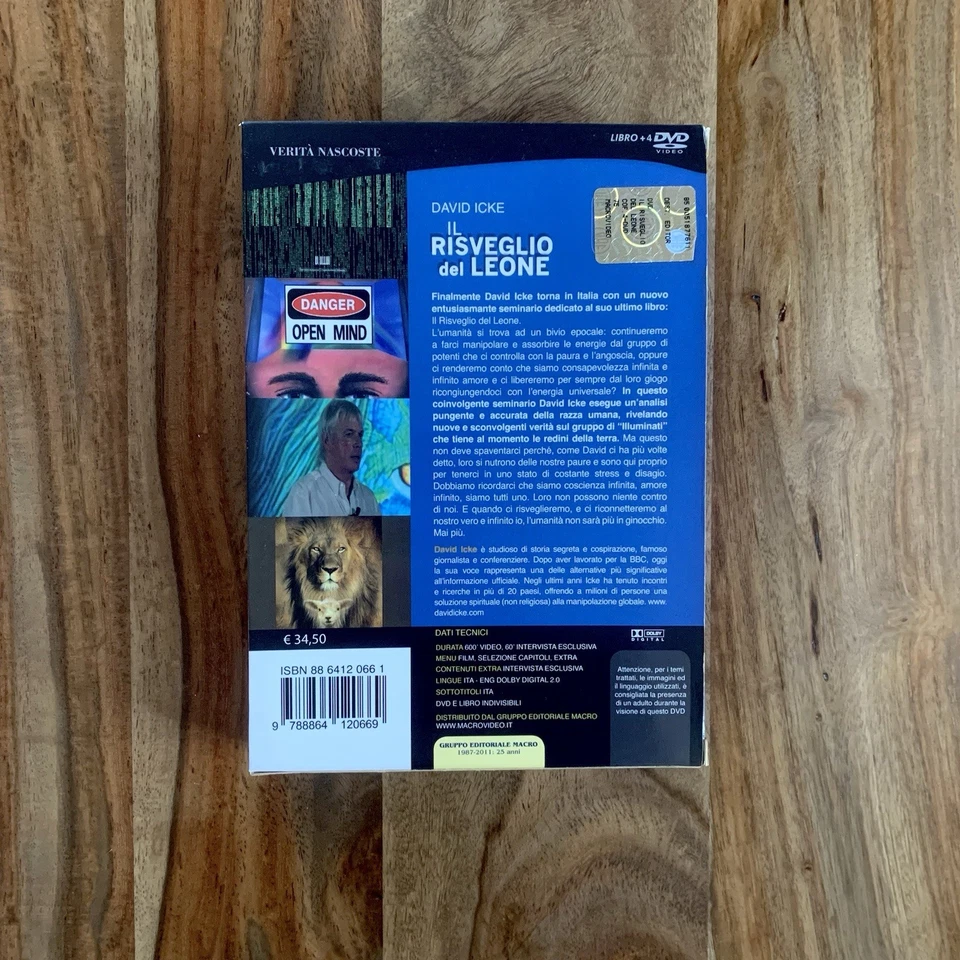 VERITÀ NASCOSTE
LIBRO + 4 DVD
VIDEO
DAVID ICKE
IL
RISVEGLIO
del LEONE
DANGER
OPEN MIND
Finalmente David Icke torna in Italia con un nuovo
entusiasmante seminario dedicato al suo ultimo libro:
Il Risveglio del Leone.
L'umanità si trova ad un bivio epocale: continueremo
a farci manipolare e assorbire le energie dal gruppo di
potenti che ci controlla con la paura e l'angoscia, oppure
ci renderemo conto che siamo consapevolezza infinita e
infinito amore e ci libereremo per sempre dal loro giogo
ricongiungendoci con l'energia universale? In questo
coinvolgente seminario David Icke esegue un'analisi
pungente e accurata della razza umana, rivelando
nuove e sconvolgenti verità sul gruppo di "Illuminati"
che tiene al momento le redini della terra. Ma questo
non deve spaventarci perchè, come David ci ha più volte
detto, loro si nutrono delle nostre paure e sono qui proprio
per tenerci in uno stato di costante stress e disagio.
Dobbiamo ricordarci che siamo coscienza infinita, amore
infinito, siamo tutti uno. Loro non possono niente contro
di noi. E quando ci risveglieremo, e ci riconnetteremo al
nostro vero e infinito io, l'umanità non sarà più in ginocchio.
Mai più.
David Icke è studioso di storia segreta e cospirazione, famoso
giornalista e conferenziere. Dopo aver lavorato per la BBC, oggi
la sua voce rappresenta una delle alternative più significative
all'informazione ufficiale. Negli ultimi anni Icke ha tenuto incontri
e ricerche in più di 20 paesi, offrendo a milioni di persone una
soluzione spirituale (non religiosa) alla manipolazione globale. www.
davidicke.com
€ 34,50
ISBN 88 6412 066 1
9 788864 120669
DATI TECNICI
DURATA 600' VIDEO, 60' INTERVISTA ESCLUSIVA
MENU FILM, SELEZIONE CAPITOLI, EXTRA
CONTENUTI EXTRA INTERVISTA ESCLUSIVA
LINGUE ITA - ENG DOLBY DIGITAL 2.0
SOTTOTITOLI ITA
DVD E LIBRO INDIVISIBILI
DISTRIBUITO DAL GRUPPO EDITORIALE MACRO
WWW.MACROVIDEO.IT
GRUPPO EDITORIALE MACRO
1987-2011: 25 anni
DOLBY
DIGITAL
Attenzione, per i temi
trattati, le immagini ed
il linguaggio utilizzati, è
consigliata la presenza
di un adulto durante la
visione di questo DVD